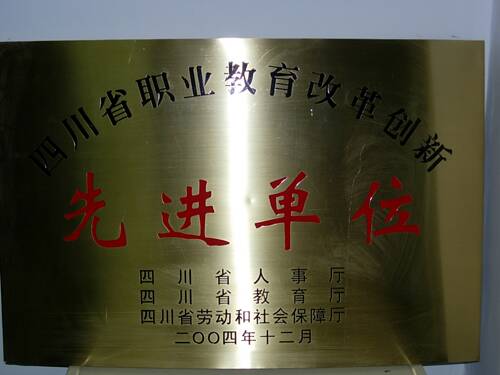 四川省职业教育改革创新
先进单位
四川省人事厅
四川省教育厅
四川省劳动和社会保障厅
二〇〇四年十二月